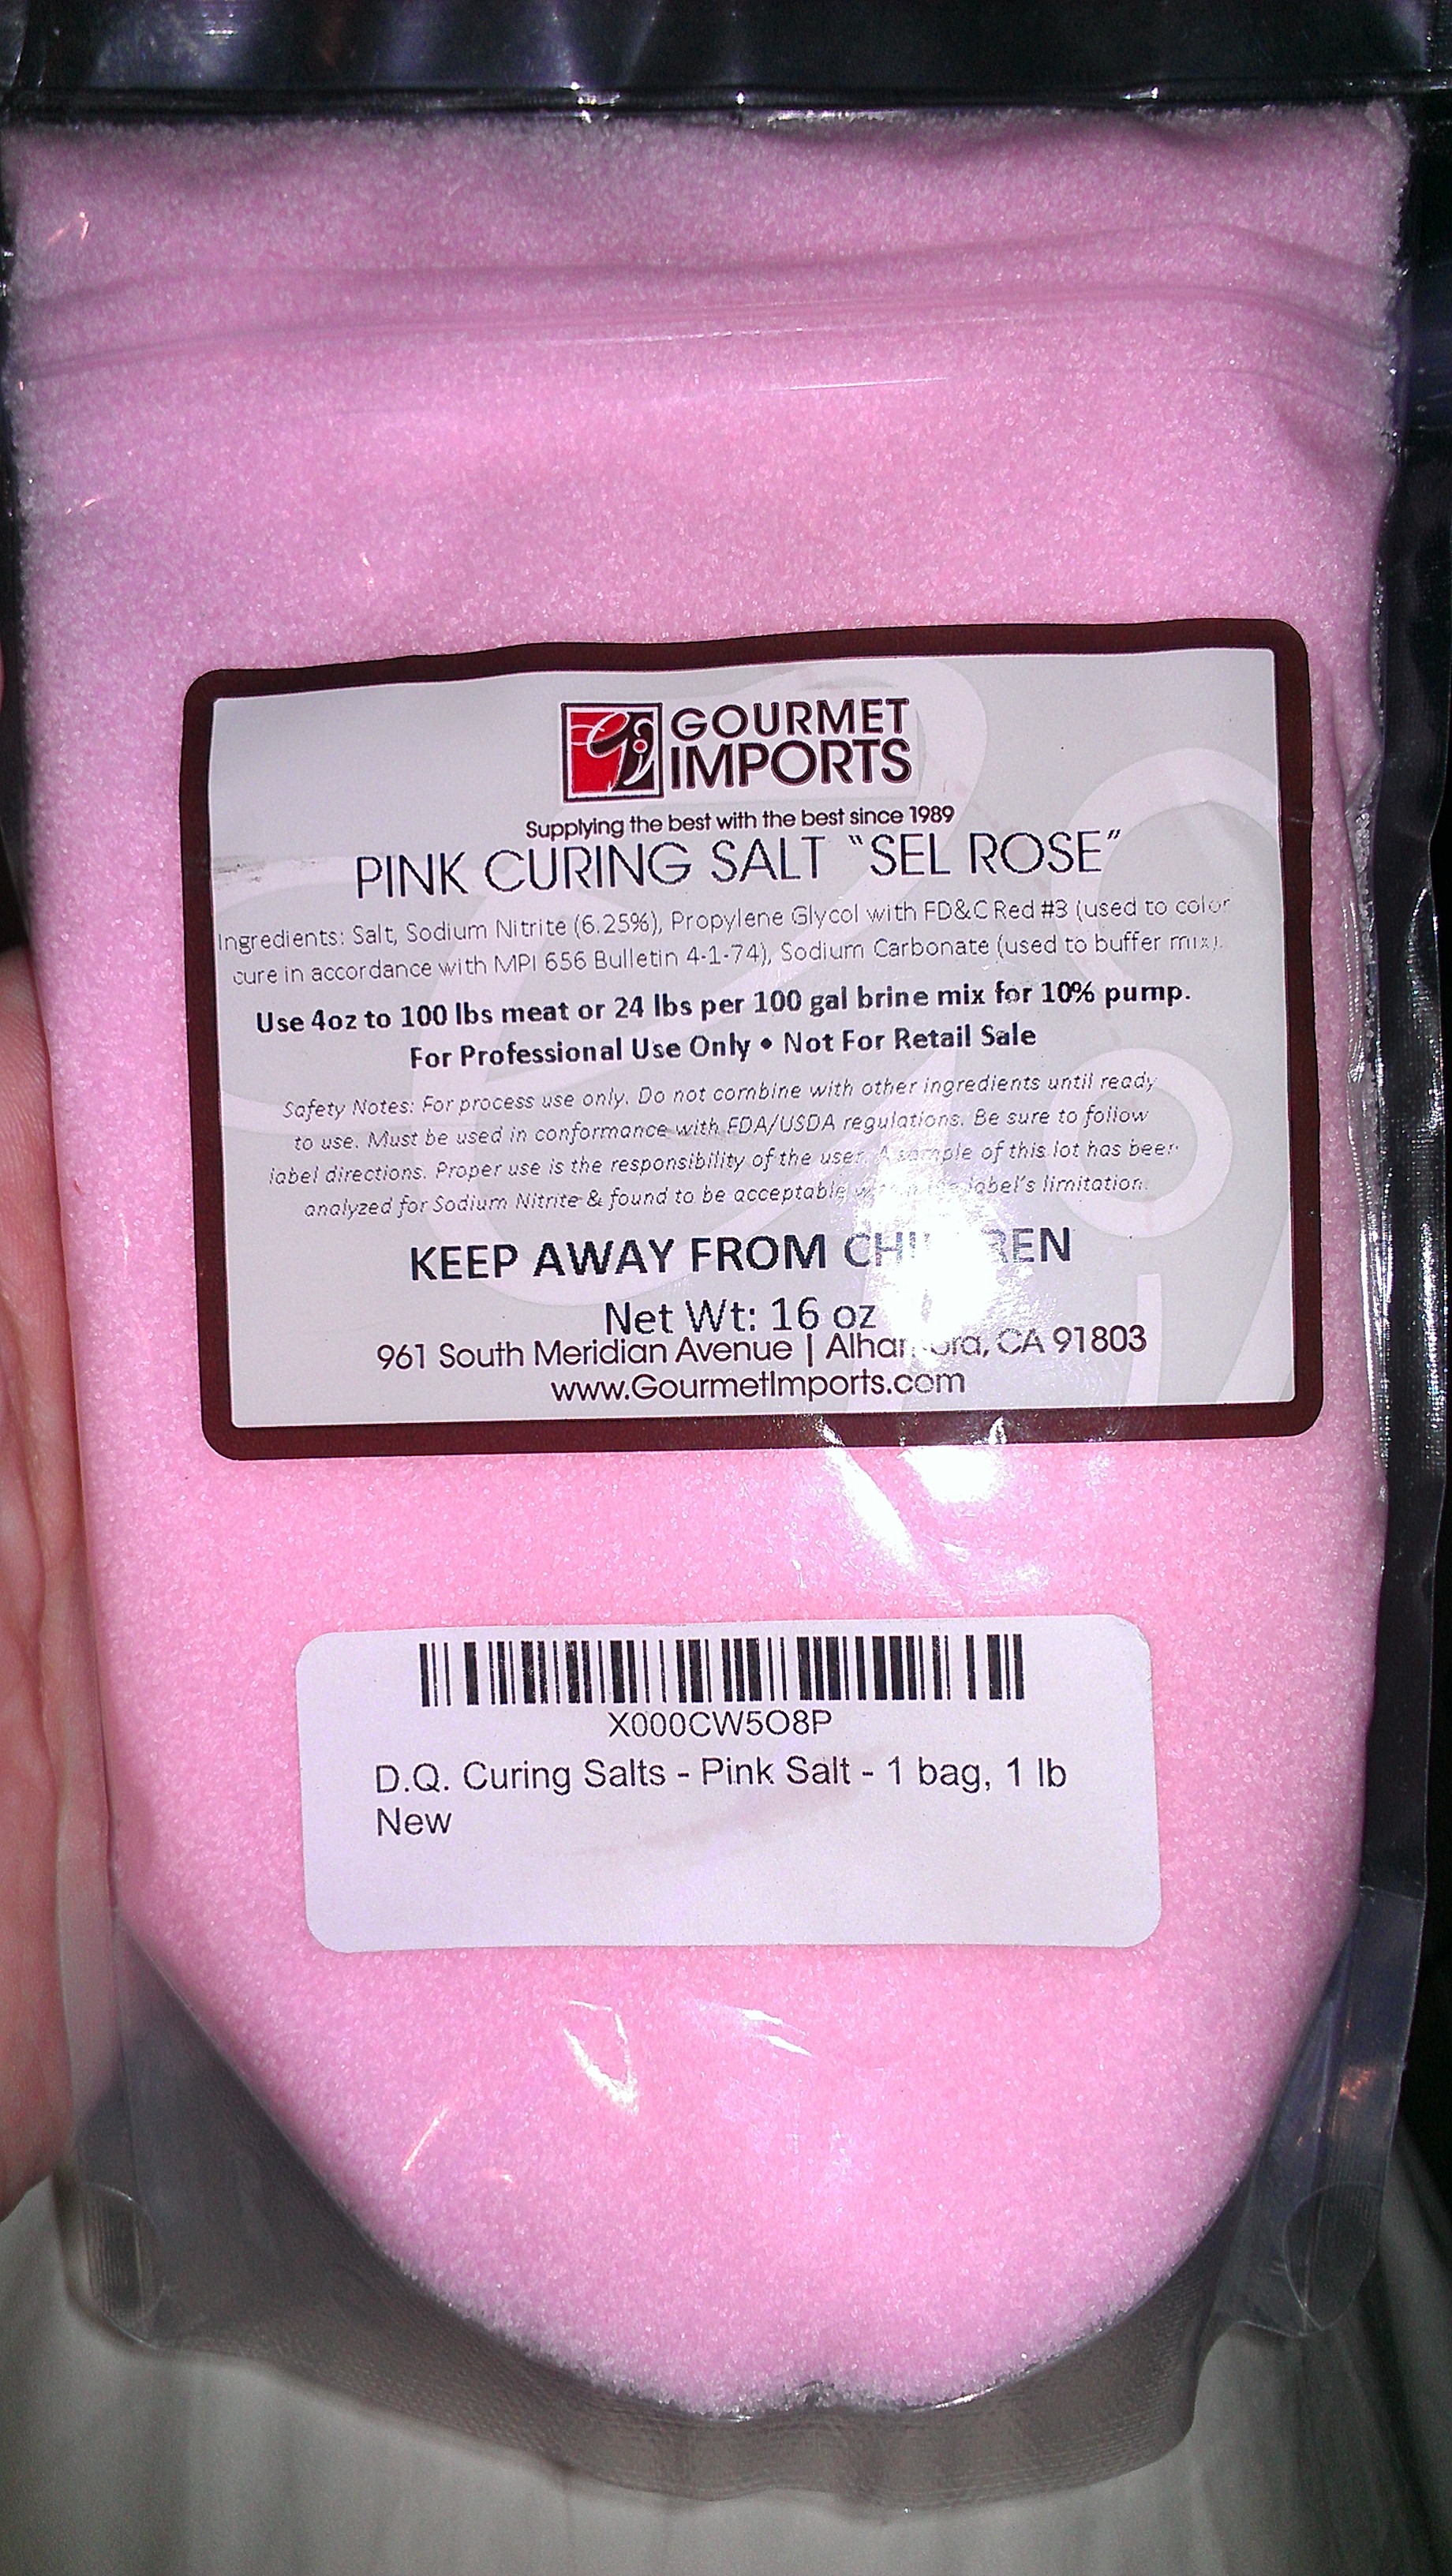 GOURMET
IMPORTS
Supplying the best with the best since 1989
PINK CURING SALT "SEL ROSE"
Ingredients: Salt, Sodium Nitrite (6.25%), Propylene Glycol with FD&C Red #3 (used to color
cure in accordance with MPI 656 Bulletin 4-1-74), Sodium Carbonate (used to buffer mix).
Use 4oz to 100 lbs meat or 24 lbs per 100 gal brine mix for 10% pump.
For Professional Use Only • Not For Retail Sale
Safety Notes: For process use only. Do not combine with other ingredients until ready
to use. Must be used in conformance with FDA/USDA regulations. Be sure to follow
label directions. Proper use is the responsibility of the user. A sample of this lot has been
analyzed for Sodium Nitrite & found to be acceptable label's limitation.
KEEP AWAY FROM CHILDREN
Net Wt: 16 oz
961 South Meridian Avenue | Alhambra, CA 91803
www.GourmetImports.com
X000CW5O8P
D.Q. Curing Salts - Pink Salt - 1 bag, 1 lb
New